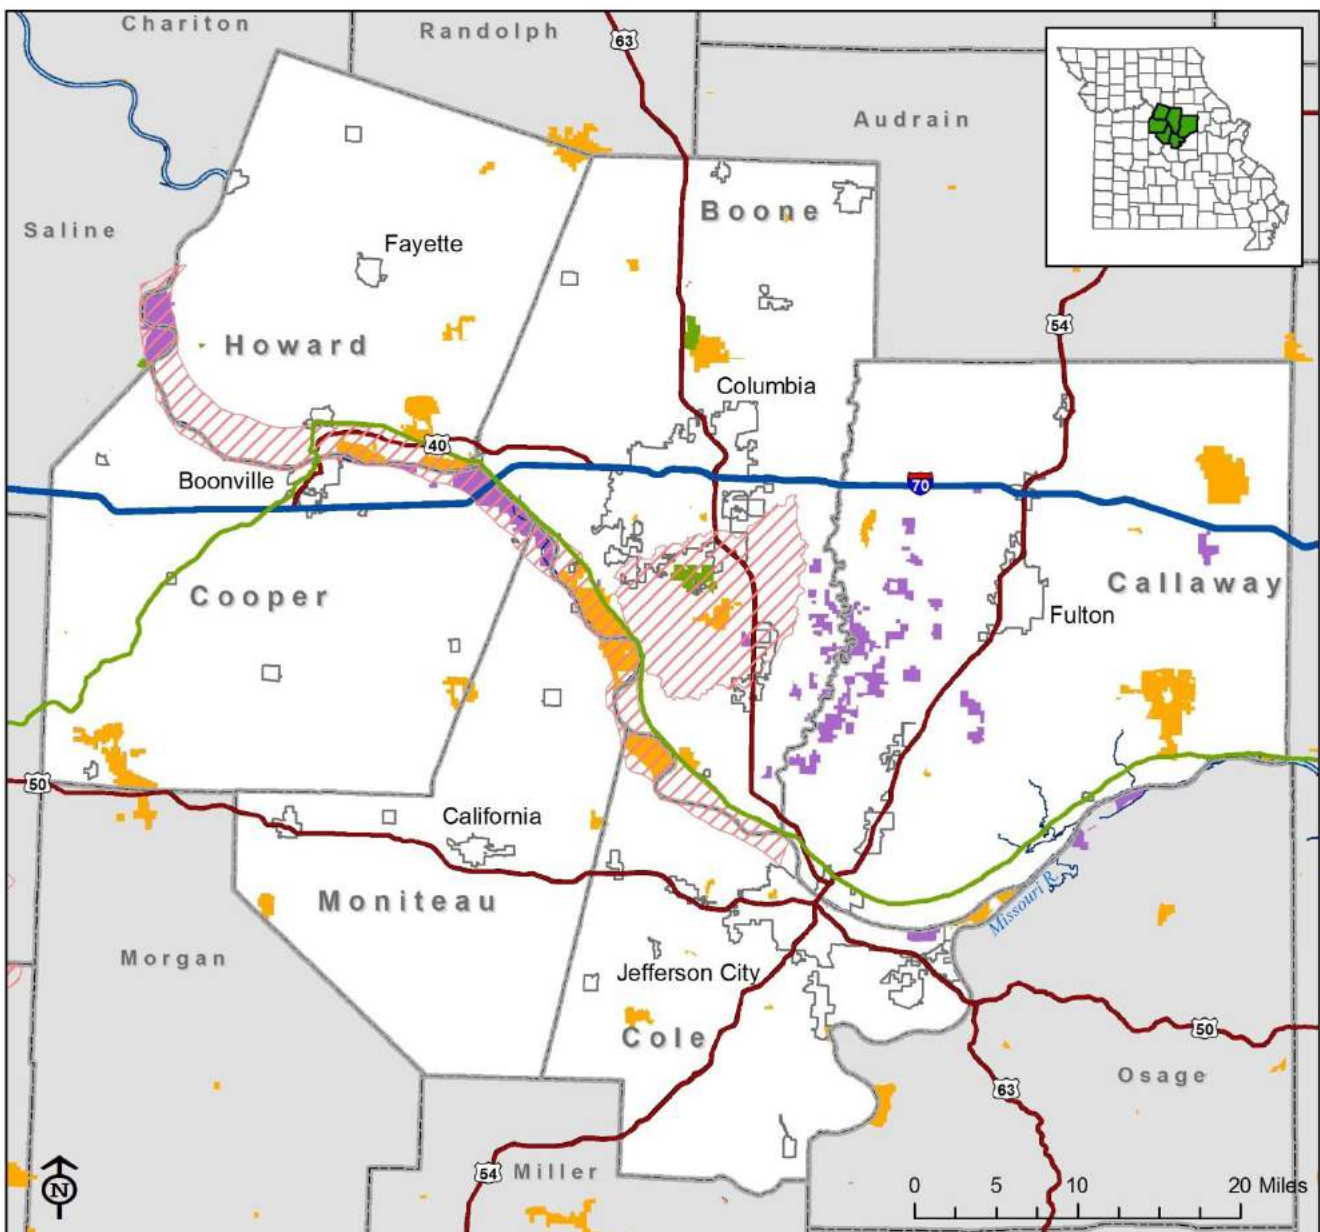 Chariton
Randolph
63
Audrain
Boone
Saline
Fayette
54
Howard
Columbia
40
Boonville
70
Callaway
Cooper
Fulton
50
California
Moniteau
Missouri R.
Morgan
Jefferson City
Cole
50
Osage
63
54
Miller
N
0 5 10 20 Miles